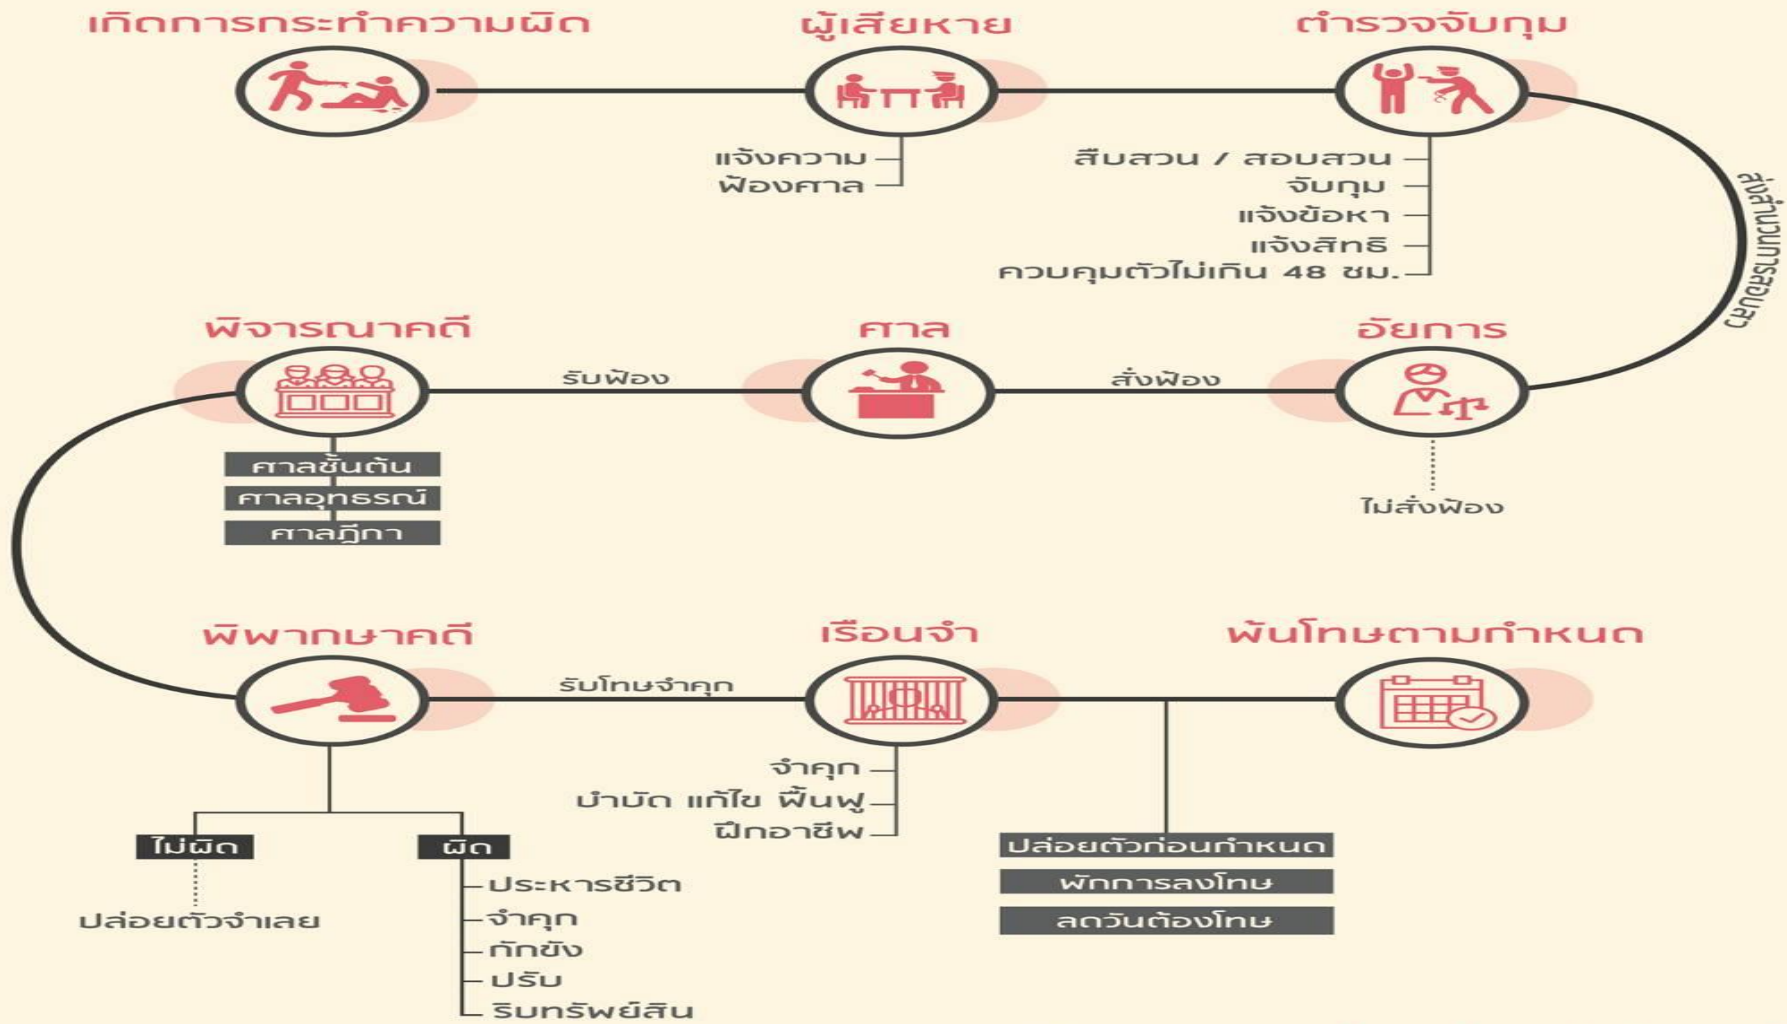 เกิดการกระทำความผิด
ผู้เสียหาย
ตำรวจจับกุม
แจ้งความ
ฟ้องศาล
สืบสวน / สอบสวน
จับกุม
แจ้งข้อหา
แจ้งสิทธิ
ควบคุมตัวไม่เกิน 48 ชม.
ส่งสำนวนการสอบสว
อัยการ
สั่งฟ้อง
ไม่สั่งฟ้อง
ศาล
รับฟ้อง
พิจารณาคดี
ศาลชั้นต้น
ศาลอุทธรณ์
ศาลฎีกา
พิพากษาคดี
ไม่ผิด
ปล่อยตัวจำเลย
ผิด
ประหารชีวิต
จำคุก
กักขัง
ปรับ
ริบทรัพย์สิน
รับโทษจำคุก
เรือนจำ
จำคุก
บำบัด แก้ไข ฟื้นฟู
ฝึกอาชีพ
พ้นโทษตามกำหนด
ปล่อยตัวก่อนกำหนด
พักการลงโทษ
ลดวันต้องโทษ